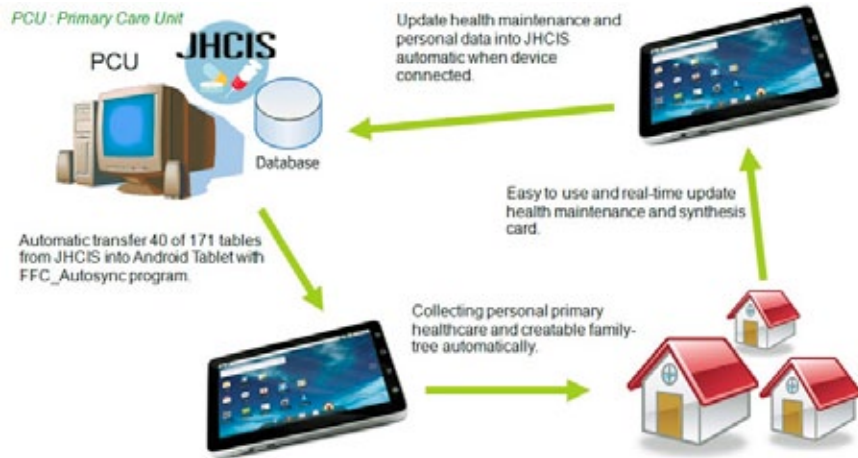 PCU : Primary Care Unit
JHCIS
PCU
Database
Update health maintenance and
personal data into JHCIS
automatic when device
connected.
Easy to use and real-time update
health maintenance and synthesis
card.
Automatic transfer 40 of 171 tables
from JHCIS into Android Tablet with
FFC_Autosync program.
Collecting personal primary
healthcare and creatable family-
tree automatically.